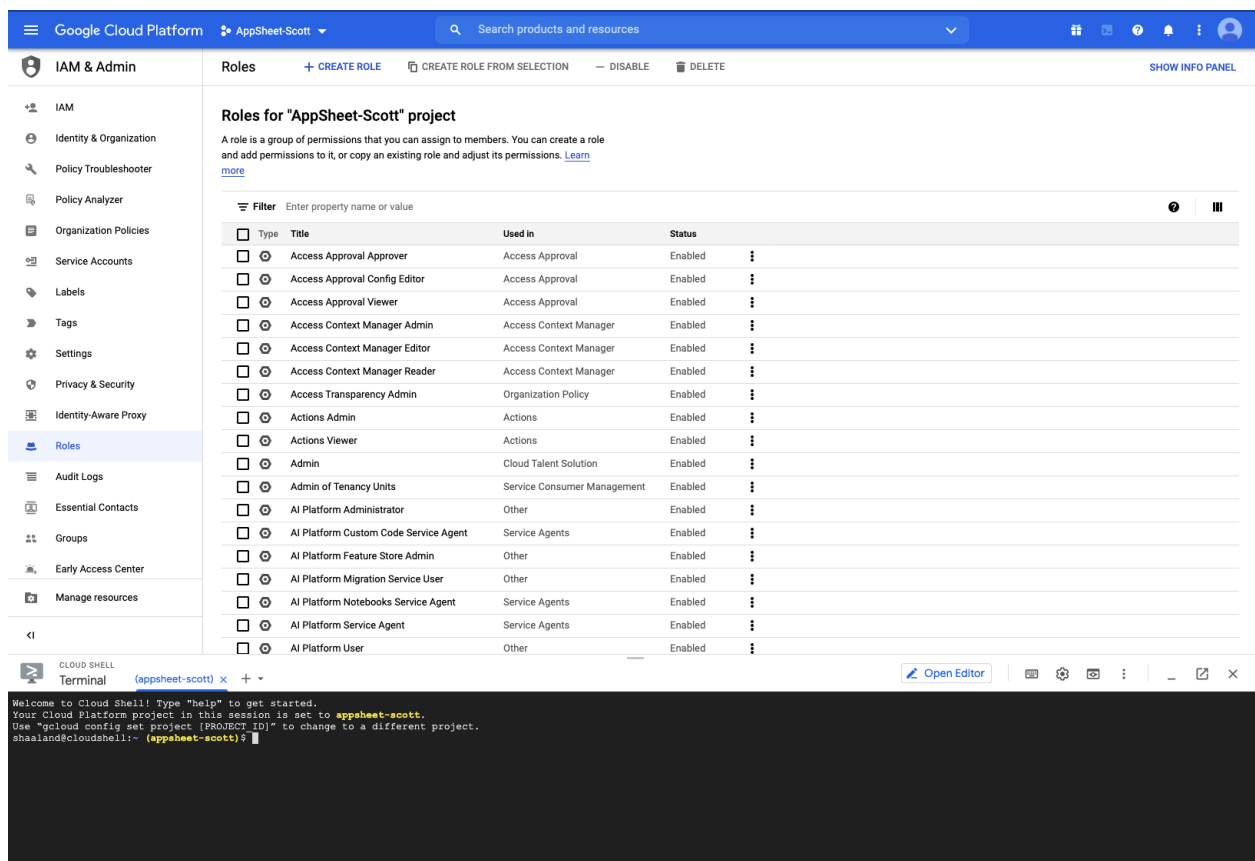 Google Cloud Platform AppSheet-Scott Search products and resources
IAM & Admin
Roles CREATE ROLE CREATE ROLE FROM SELECTION DISABLE DELETE SHOW INFO PANEL
IAM
Identity & Organization
Policy Troubleshooter
Policy Analyzer
Organization Policies
Service Accounts
Labels
Tags
Settings
Privacy & Security
Identity-Aware Proxy
Roles
Audit Logs
Essential Contacts
Groups
Early Access Center
Manage resources
Roles for "AppSheet-Scott" project
A role is a group of permissions that you can assign to members. You can create a role
and add permissions to it, or copy an existing role and adjust its permissions. Learn
more
Filter Enter property name or value
Type Title Used in Status
Access Approval Approver Access Approval Enabled
Access Approval Config Editor Access Approval Enabled
Access Approval Viewer Access Approval Enabled
Access Context Manager Admin Access Context Manager Enabled
Access Context Manager Editor Access Context Manager Enabled
Access Context Manager Reader Access Context Manager Enabled
Access Transparency Admin Organization Policy Enabled
Actions Admin Actions Enabled
Actions Viewer Actions Enabled
Admin Cloud Talent Solution Enabled
Admin of Tenancy Units Service Consumer Management Enabled
AI Platform Administrator Other Enabled
AI Platform Custom Code Service Agent Service Agents Enabled
AI Platform Feature Store Admin Other Enabled
AI Platform Migration Service User Other Enabled
AI Platform Notebooks Service Agent Service Agents Enabled
AI Platform Service Agent Service Agents Enabled
AI Platform User Other Enabled
CLOUD SHELL
Terminal (appsheet-scott) Open Editor
Welcome to Cloud Shell! Type "help" to get started.
Your Cloud Platform project in this session is set to appsheet-scott.
Use "gcloud config set project [PROJECT_ID]" to change to a different project.
shaaland@cloudshell:~ (appsheet-scott)$